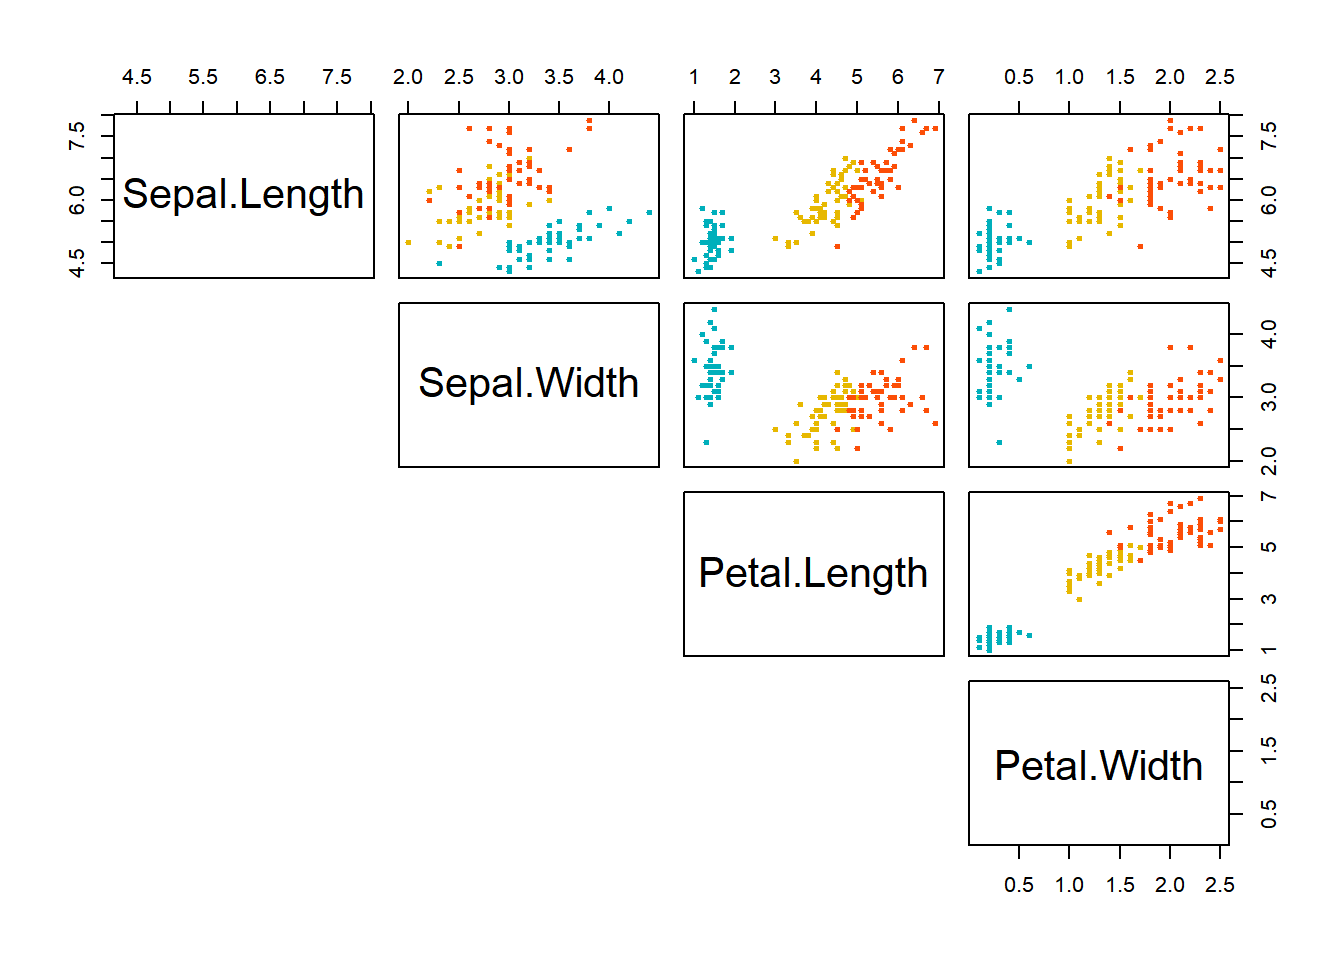 4.5 5.5 6.5 7.5 2.0 2.5 3.0 4.0 1 2 3 4 5 6 7 0.5 1.0 1.5 2.0 2.5
4.5 6.0 7.5 Sepal.Length 4.5 6.0 7.5
Sepal.Width 2.0 3.0 4.0
Petal.Length 1 3 5 7
Petal.Width 0.5 1.5 2.5
0.5 1.0 1.5 2.0 2.5